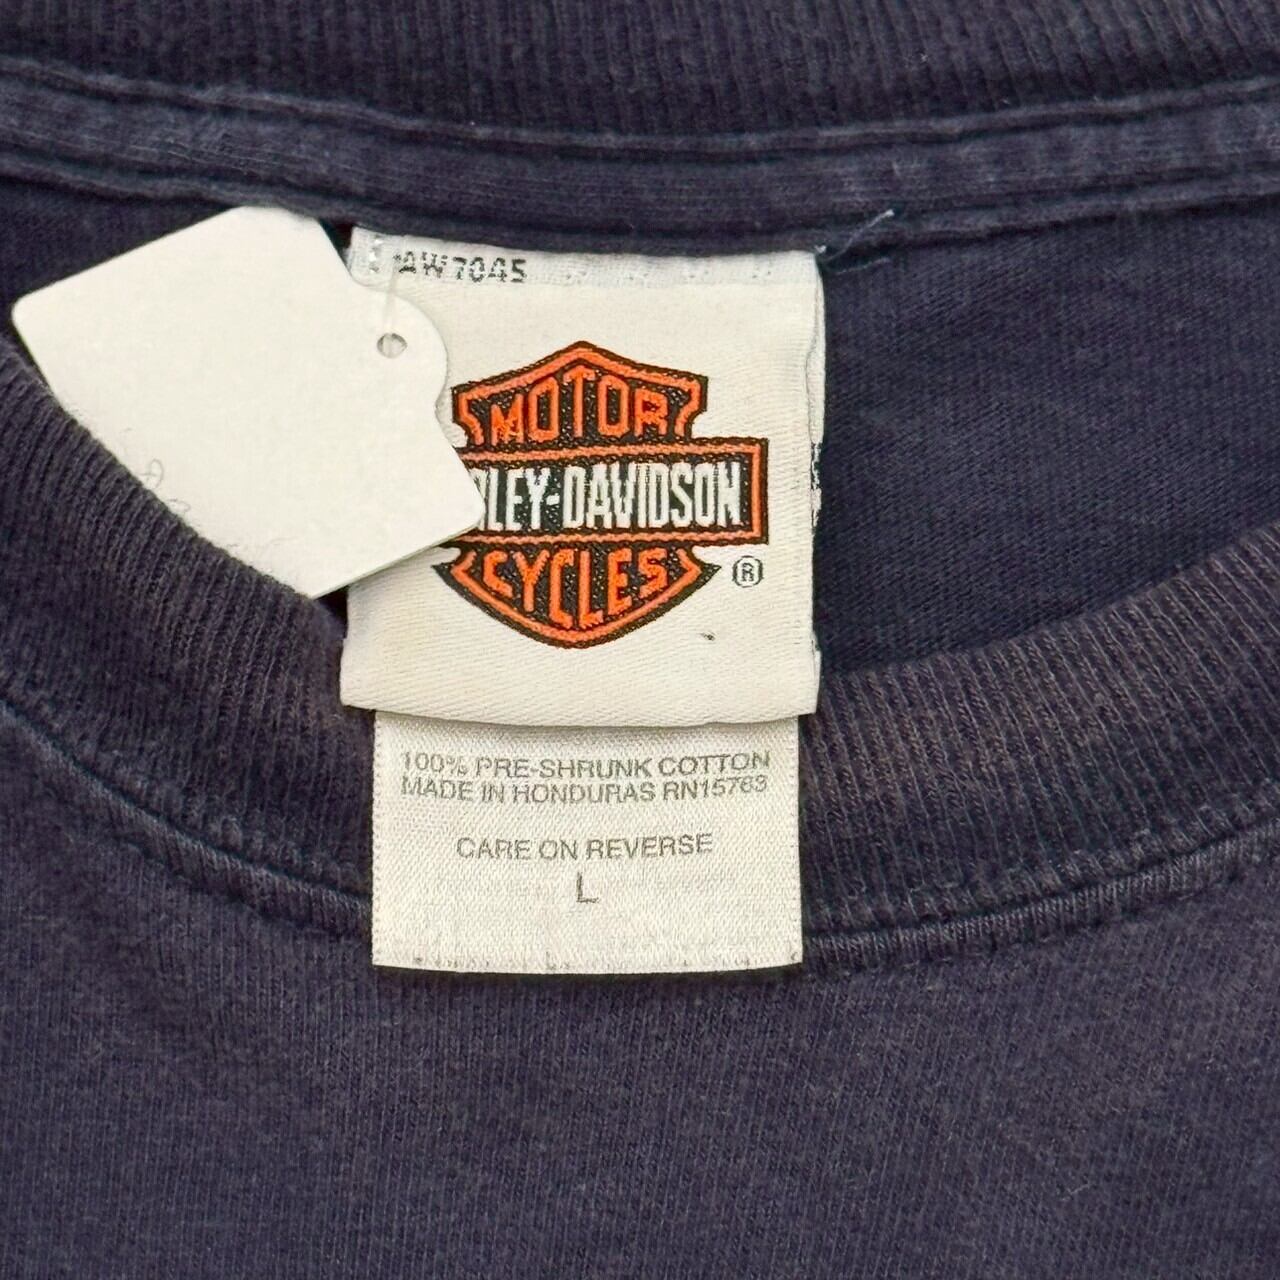 AW7045
MOTOR
LEY-DAVIDSON
CYCLES
®
100% PRE-SHRUNK COTTON
MADE IN HONDURAS RN15763
CARE ON REVERSE
L